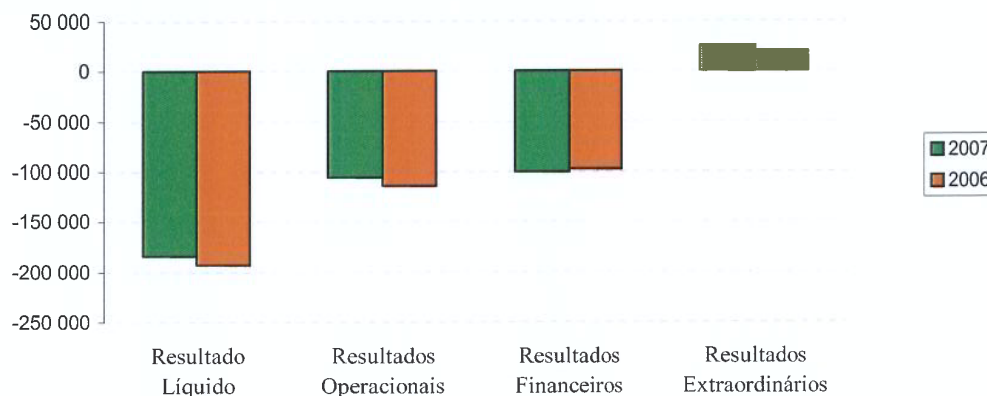 50 000
0
-50 000
-100 000
-150 000
-200 000
-250 000
2007
2006
Resultado Líquido
Resultados Operacionais
Resultados Financeiros
Resultados Extraordinários